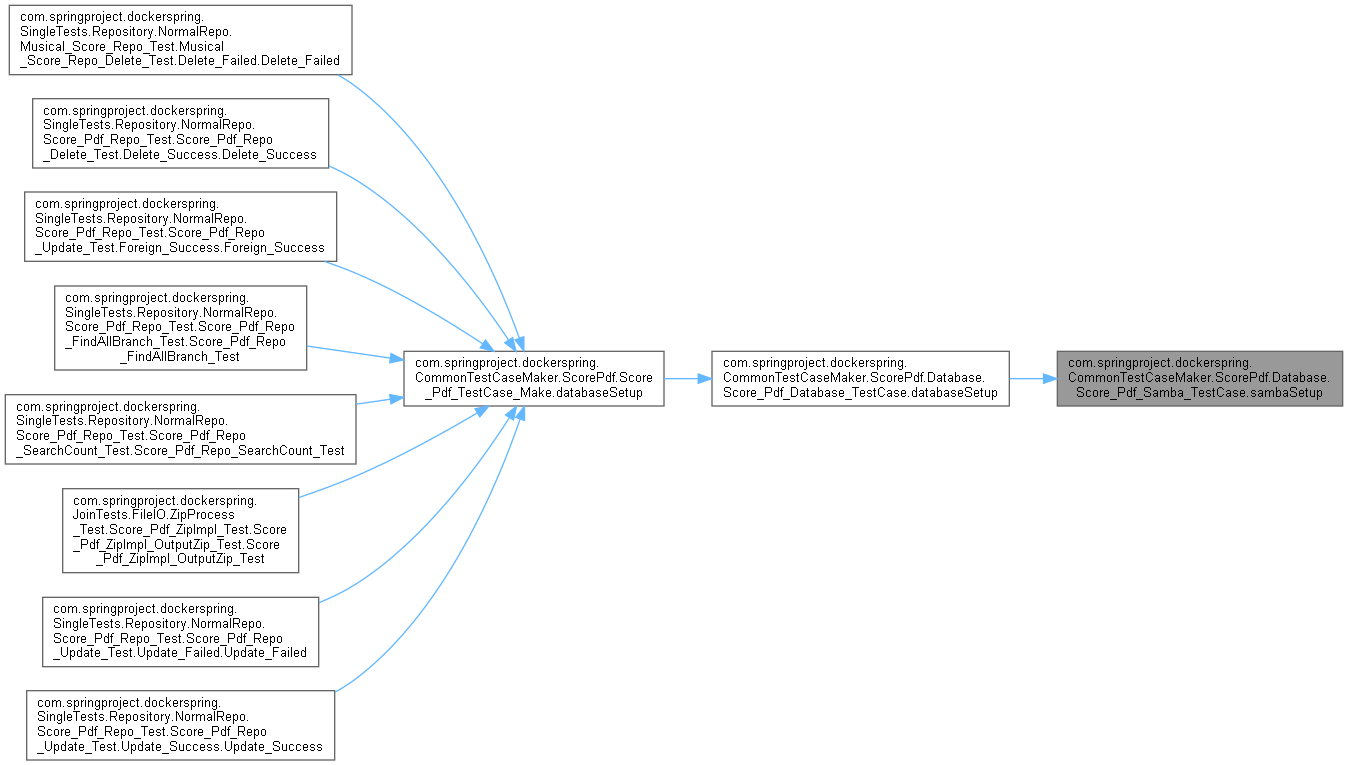 com.springproject.dockerspring.
SingleTests.Repository.NormalRepo.
Musical_Score_Repo_Test.Musical
_Score_Repo_Delete_Test.Delete_Failed.Delete_Failed
com.springproject.dockerspring.
SingleTests.Repository.NormalRepo.
Score_Pdf_Repo_Test.Score_Pdf_Repo
_Delete_Test.Delete_Success.Delete_Success
com.springproject.dockerspring.
SingleTests.Repository.NormalRepo.
Score_Pdf_Repo_Test.Score_Pdf_Repo
_Update_Test.Foreign_Success.Foreign_Success
com.springproject.dockerspring.
SingleTests.Repository.NormalRepo.
Score_Pdf_Repo_Test.Score_Pdf_Repo
_FindAllBranch_Test.Score_Pdf_Repo
_FindAllBranch_Test
com.springproject.dockerspring.
SingleTests.Repository.NormalRepo.
Score_Pdf_Repo_Test.Score_Pdf_Repo
_SearchCount_Test.Score_Pdf_Repo_SearchCount_Test
com.springproject.dockerspring.
JoinTests.FileIO.ZipProcess
_Test.Score_Pdf_ZipImpl_Test.Score
_Pdf_ZipImpl_OutputZip_Test.Score
_Pdf_ZipImpl_OutputZip_Test
com.springproject.dockerspring.
SingleTests.Repository.NormalRepo.
Score_Pdf_Repo_Test.Score_Pdf_Repo
_Update_Test.Update_Failed.Update_Failed
com.springproject.dockerspring.
SingleTests.Repository.NormalRepo.
Score_Pdf_Repo_Test.Score_Pdf_Repo
_Update_Test.Update_Success.Update_Success
com.springproject.dockerspring.
CommonTestCaseMaker.ScorePdf.Score
_Pdf_TestCase_Make.databaseSetup
com.springproject.dockerspring.
CommonTestCaseMaker.ScorePdf.Database.
Score_Pdf_Database_TestCase.databaseSetup
com.springproject.dockerspring.
CommonTestCaseMaker.ScorePdf.Database.
Score_Pdf_Samba_TestCase.sambaSetup